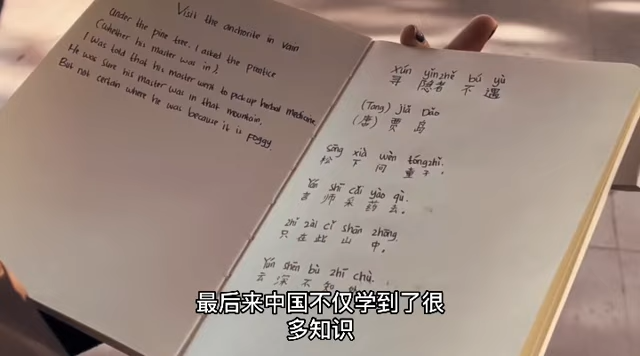 Visit the anchorite in vain
Under the pine tree. I asked the prentice
(whether his master was in).
I was told that his master went to pick up herbal medicine.
He was sure his master was in that mountain,
But not certain where he was because it is foggy.
xún yǐnzhě bú yù
寻 隐者 不 遇
(Tang) jiǎ Dǎo
(唐) 贾 岛
sōng xià wèn tóngzhǐ.
松 下 问 童 子,
Yán shī cǎi yào qù.
言 师 采 药 去。
zhǐ zài cǐ shān zhāng
只 在 此 山 中,
Yún shēn bù zhī chù.
云 深 不 知
最后来中国不仅学到了很
多知识